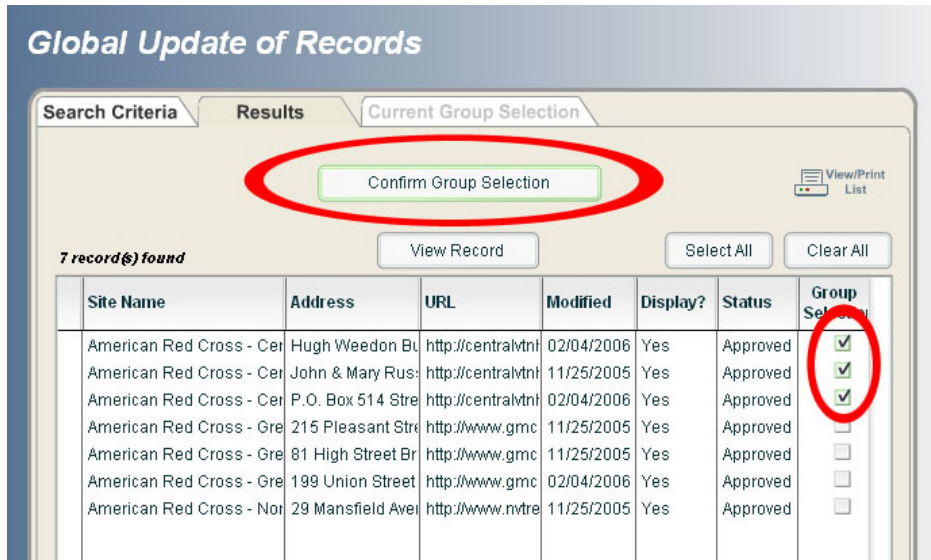 Global Update of Records
Search Criteria Results Current Group Selection
Confirm Group Selection
View/Print
List
7 record(s) found View Record Select All Clear All
Site Name Address URL Modified Display? Status Group
American Red Cross - Cer Hugh Weedon Bu http://centralvtnh 02/04/2006 Yes Approved
American Red Cross - Cer John & Mary Rus http://centralvtnh 11/25/2005 Yes Approved
American Red Cross - Cer P.O. Box 514 Stre http://centralvtnh 02/04/2006 Yes Approved
American Red Cross - Gre 215 Pleasant Stre http://www.gmc 11/25/2005 Yes Approved
American Red Cross - Gre 81 High Street Br http://www.gmc 11/25/2005 Yes Approved
American Red Cross - Gre 199 Union Street http://www.gmc 02/04/2006 Yes Approved
American Red Cross - Nor 29 Mansfield Ave http://www.nvtre 11/25/2005 Yes Approved